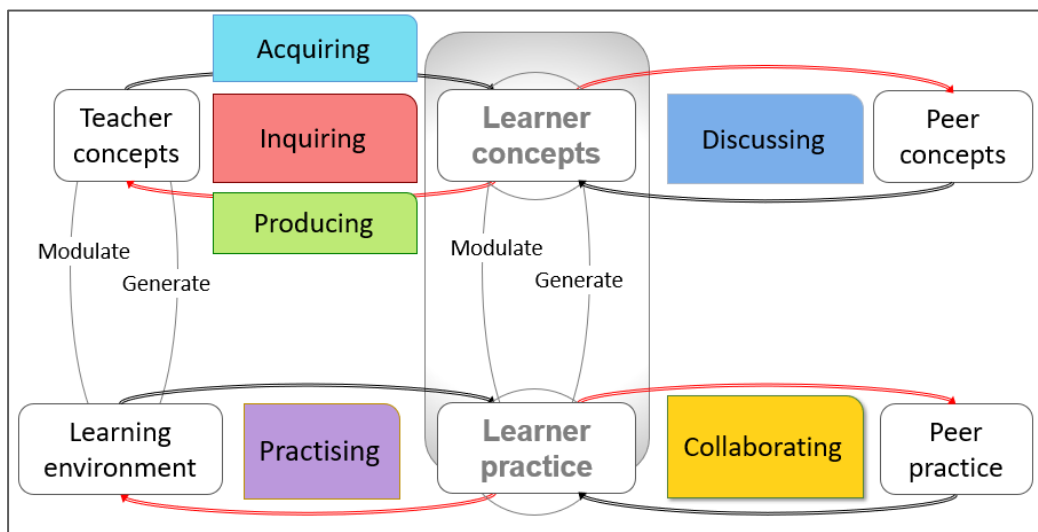 Acquiring
Teacher
concepts
Inquiring
Learner
concepts
Discussing
Peer
concepts
Producing
Modulate
Generate
Modulate
Generate
Learning
environment
Practising
Learner
practice
Collaborating
Peer
practice